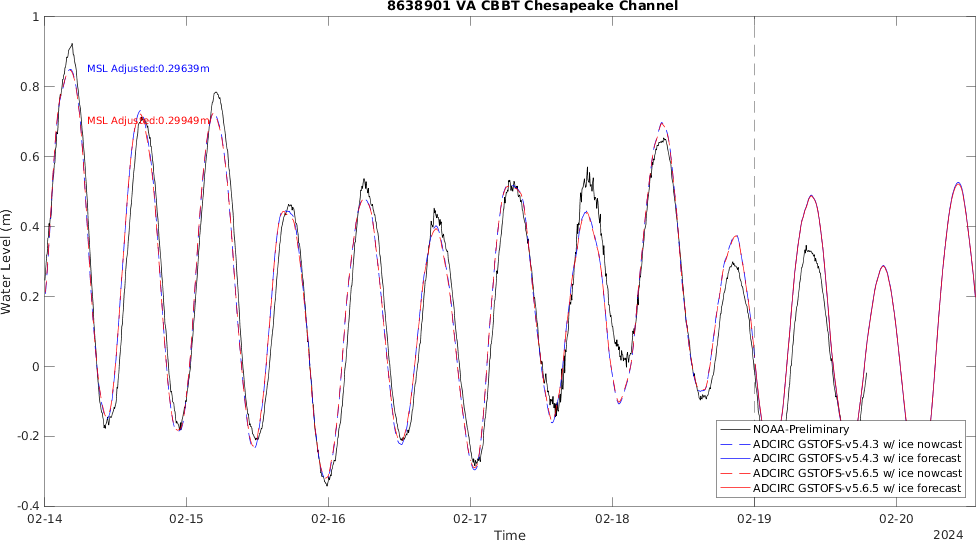 8638901 VA CBBT Chesapeake Channel
1
0.8
0.6
0.4
0.2
0
-0.2
-0.4
Water Level (m)
MSL Adjusted:0.29639m
MSL Adjusted:0.29949m
NOAA-Preliminary
ADCIRC GSTOFS-v5.4.3 w/ ice nowcast
ADCIRC GSTOFS-v5.4.3 w/ ice forecast
ADCIRC GSTOFS-v5.6.5 w/ ice nowcast
ADCIRC GSTOFS-v5.6.5 w/ ice forecast
02-14 02-15 02-16 02-17 02-18 02-19 02-20
Time
2024